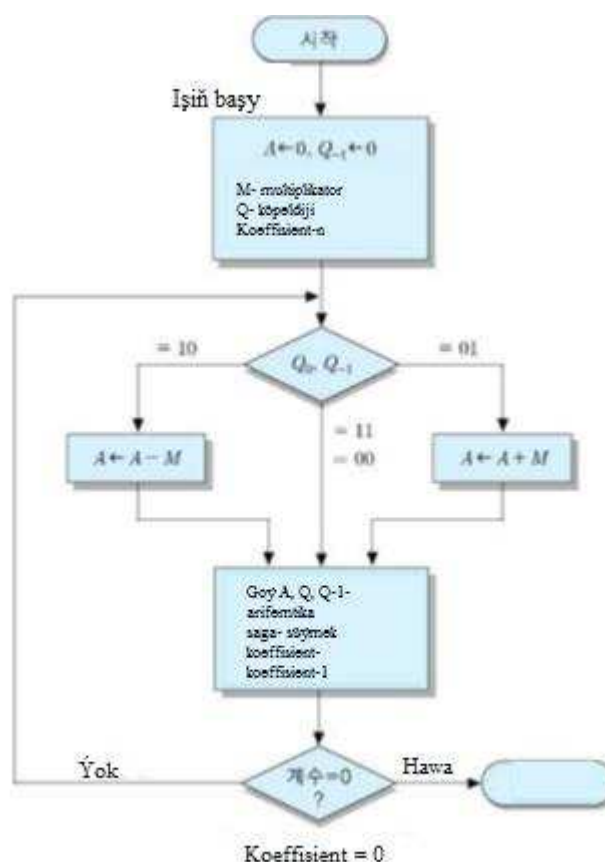 시작
Işiň başy
A←0, Q₋₁←0
M- multiplikator
Q- köpeldiji
Koeffisient-n
= 10
Q₀, Q₋₁
= 01
= 11
= 00
A←A−M
A←A+M
Goý A, Q, Q-1-
arifemtika
saga- süýmek
koeffisient-
koeffisient-1
Ýok
계수=0
?
Hawa
Koeffisient = 0